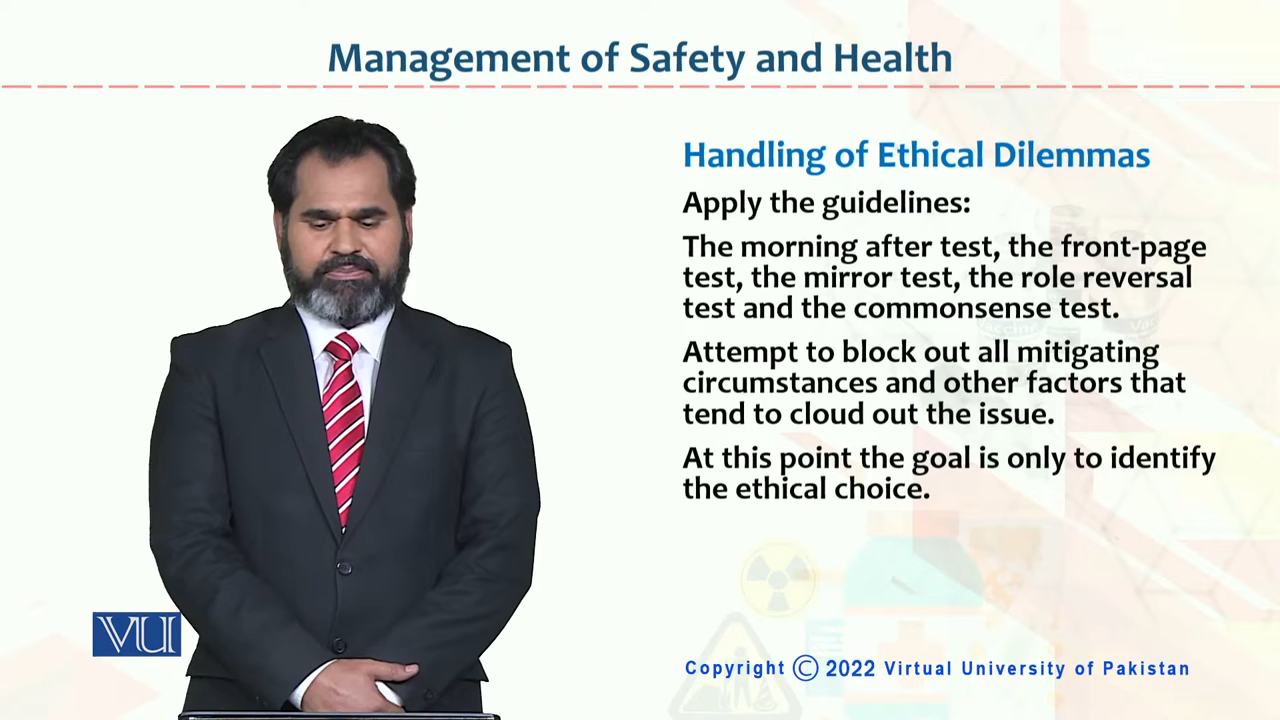 Management of Safety and Health
Handling of Ethical Dilemmas
Apply the guidelines:
The morning after test, the front-page
test, the mirror test, the role reversal
test and the commonsense test.
Attempt to block out all mitigating
circumstances and other factors that
tend to cloud out the issue.
At this point the goal is only to identify
the ethical choice.
VU
Copyright © 2022 Virtual University of Pakistan